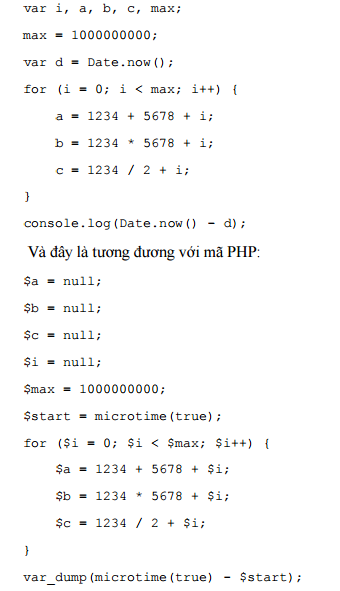 var i, a, b, c, max;
max = 1000000000;
var d = Date.now();
for (i = 0; i < max; i++) {
    a = 1234 + 5678 + i;
    b = 1234 * 5678 + i;
    c = 1234 / 2 + i;
}
console.log(Date.now() - d);
Và đây là tương đương với mã PHP:
$a = null;
$b = null;
$c = null;
$i = null;
$max = 1000000000;
$start = microtime(true);
for ($i = 0; $i < $max; $i++) {
    $a = 1234 + 5678 + $i;
    $b = 1234 * 5678 + $i;
    $c = 1234 / 2 + $i;
}
var_dump(microtime(true) - $start);